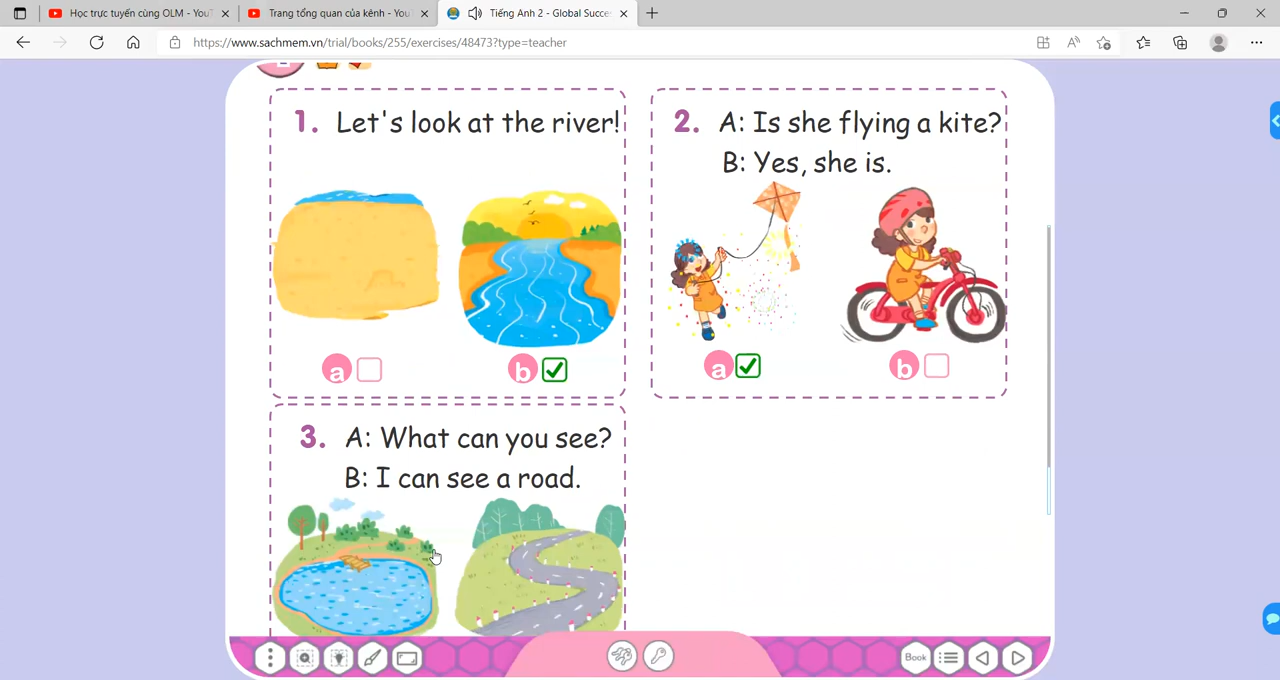 Học trực tuyến cùng OLM - YouT
Trang tổng quan của kênh - YouT
Tiếng Anh 2 - Global Succes
https://www.sachmem.vn/trial/books/255/exercises/48473?type=teacher
1. Let's look at the river!
a
b
2. A: Is she flying a kite?
B: Yes, she is.
a
b
3. A: What can you see?
B: I can see a road.
Book